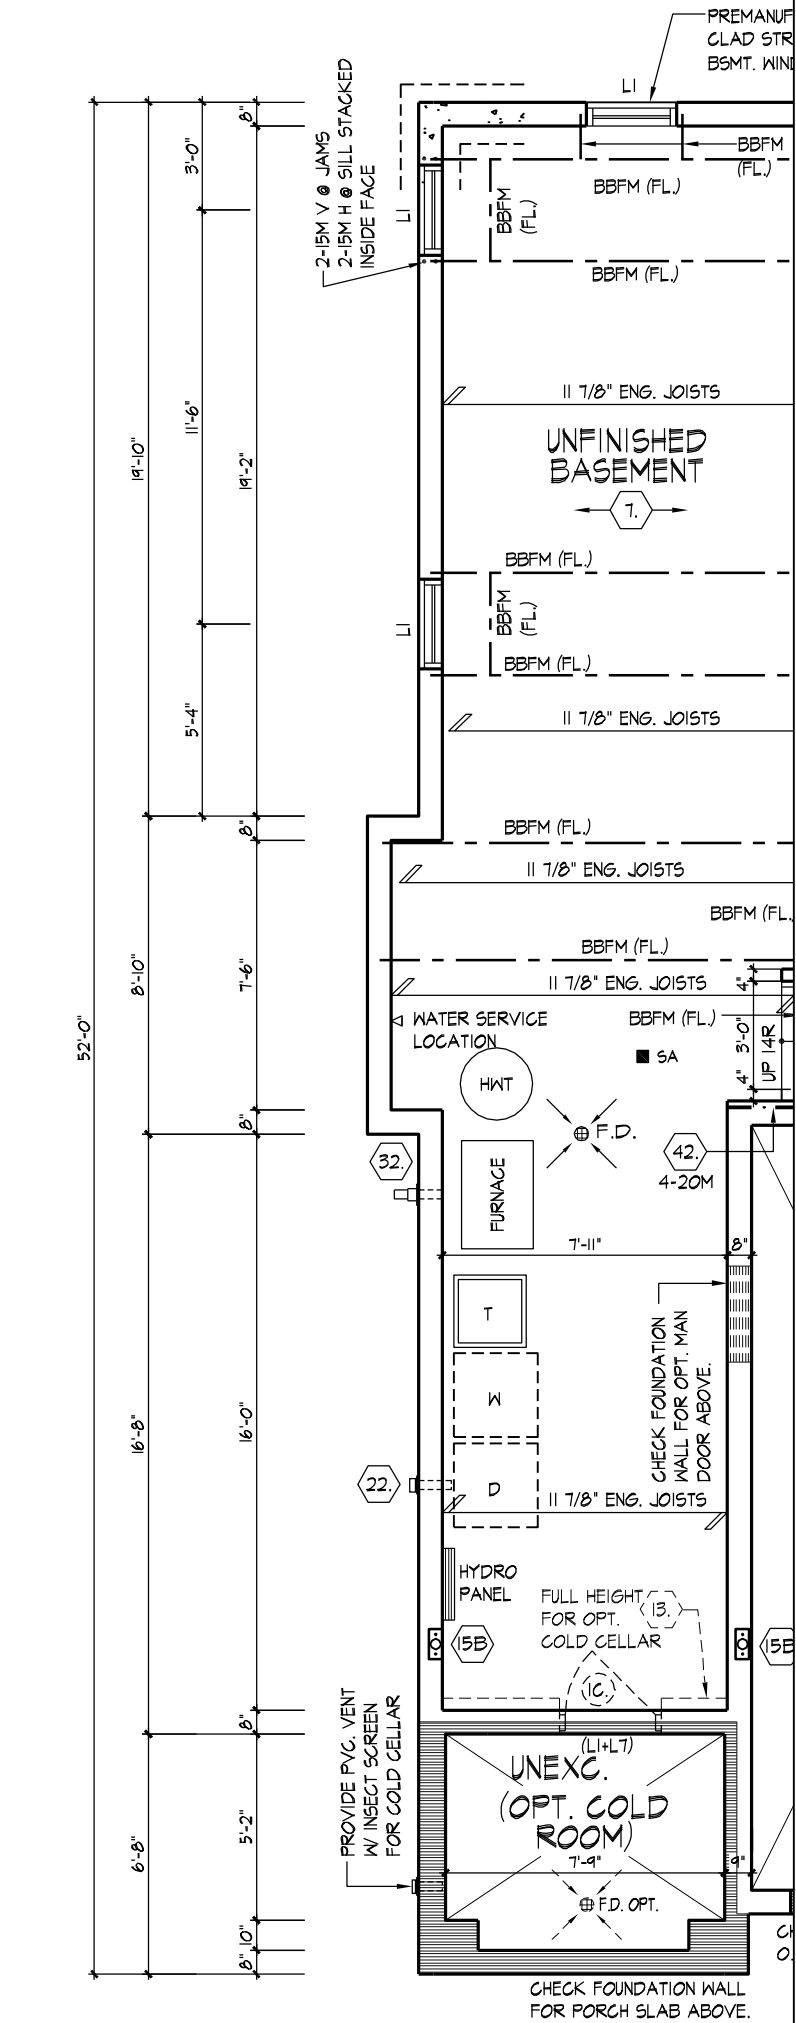 PREMANUF
CLAD STR
BSMT. WIND
L1
8"
2-15M V @ JAMS
2-15M H @ SILL STACKED
INSIDE FACE
3'-0"
BBFM
(FL.)
BBFM (FL.)
BBFM
(FL.)
L1
BBFM (FL.)
11 7/8" ENG. JOISTS
UNFINISHED
BASEMENT
7.
11'-6"
19'-10"
19'-2"
BBFM (FL.)
BBFM
(FL.)
L1
BBFM (FL.)
5'-4"
11 7/8" ENG. JOISTS
8"
BBFM (FL.)
11 7/8" ENG. JOISTS
BBFM (FL.
BBFM (FL.)
8'-10"
7'-6"
11 7/8" ENG. JOISTS
4"
WATER SERVICE
LOCATION
BBFM (FL.)
3'-0"
UP 14R
52'-0"
SA
HWT
4"
8"
F.D.
32.
42.
4-20M
FURNACE
7'-11"
8"
T
CHECK FOUNDATION
WALL FOR OPT. MAN
DOOR ABOVE.
W
16'-8"
16'-0"
22.
D
11 7/8" ENG. JOISTS
HYDRO
PANEL
FULL HEIGHT
FOR OPT.
COLD CELLAR
13.
15B
15B
1C.
8"
PROVIDE PVC. VENT
W/ INSECT SCREEN
FOR COLD CELLAR
(L1+L7)
UNEXC.
(OPT. COLD
ROOM)
5'-2"
6'-8"
7'-9"
9"
F.D. OPT.
10"
8"
CH
O.
CHECK FOUNDATION WALL
FOR PORCH SLAB ABOVE.